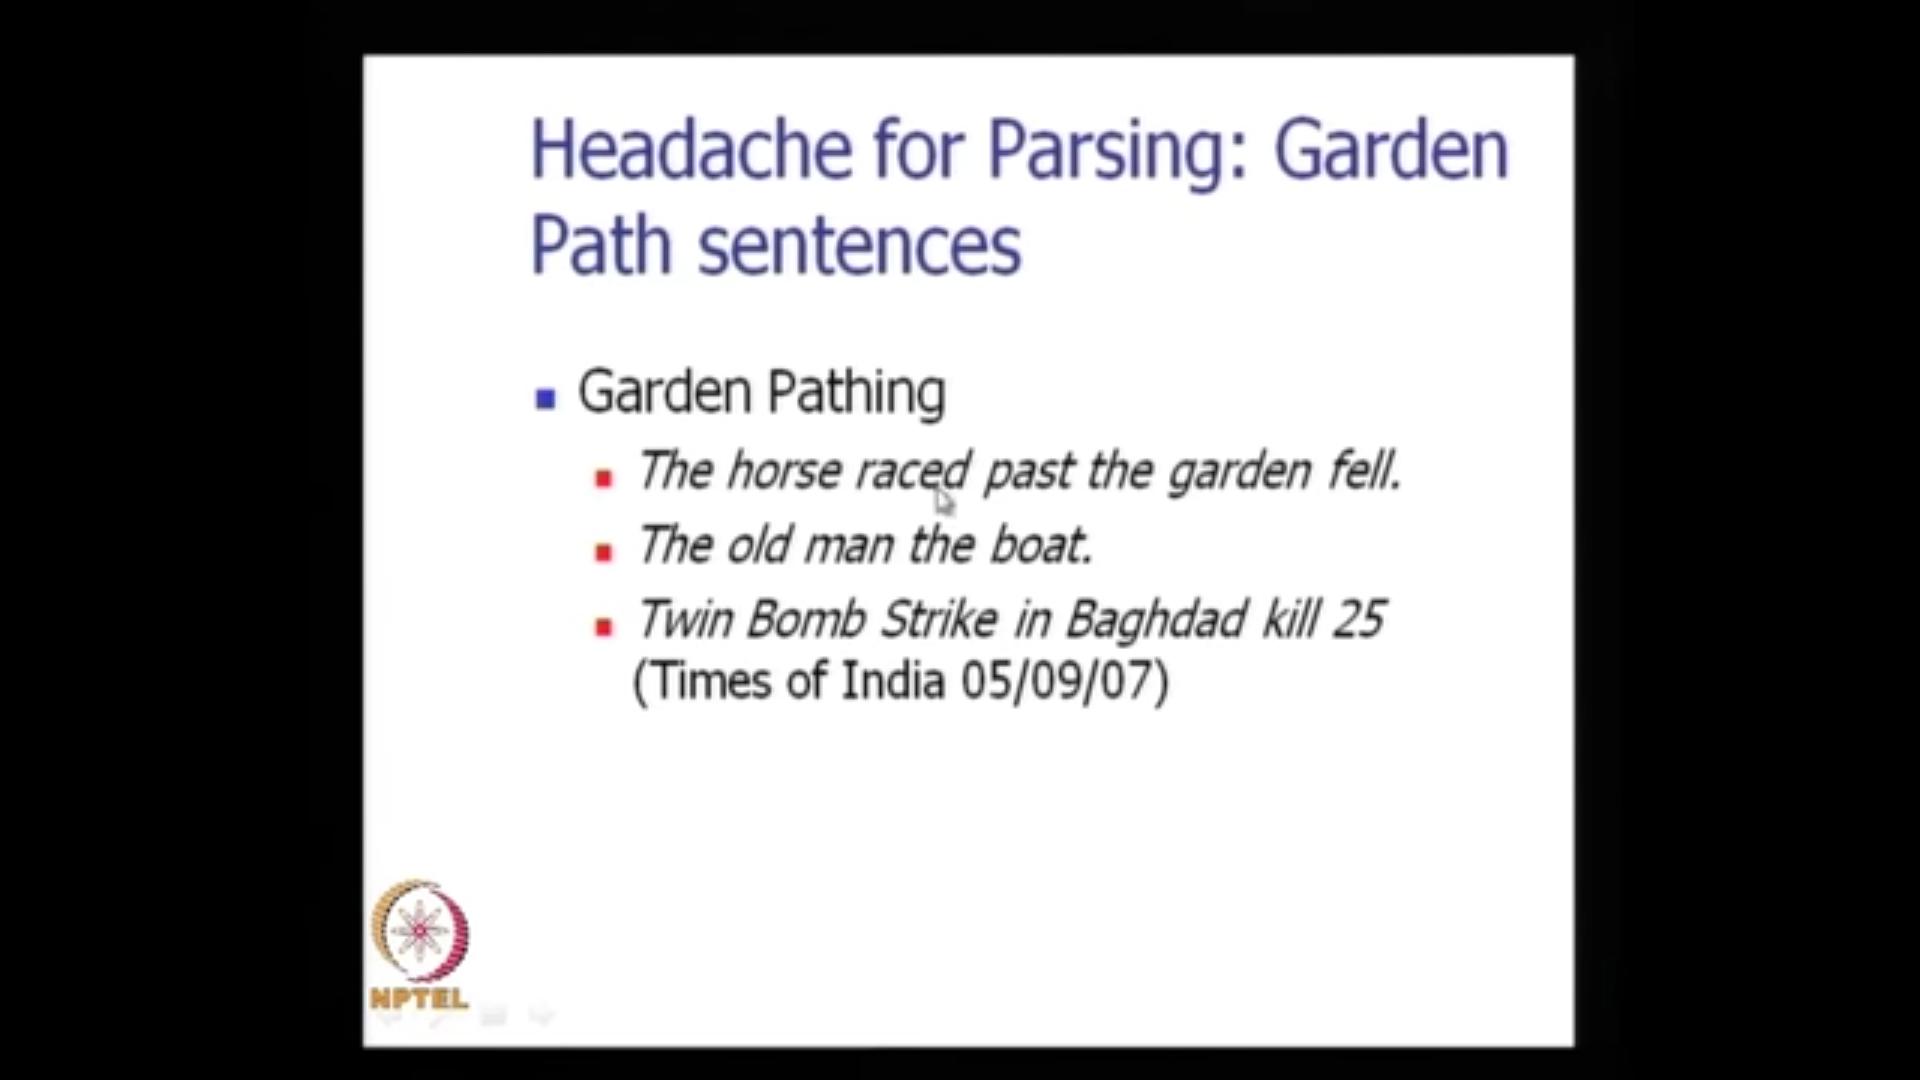 Headache for Parsing: Garden
Path sentences
Garden Pathing
The horse raced past the garden fell.
The old man the boat.
Twin Bomb Strike in Baghdad kill 25
(Times of India 05/09/07)
NPTEL